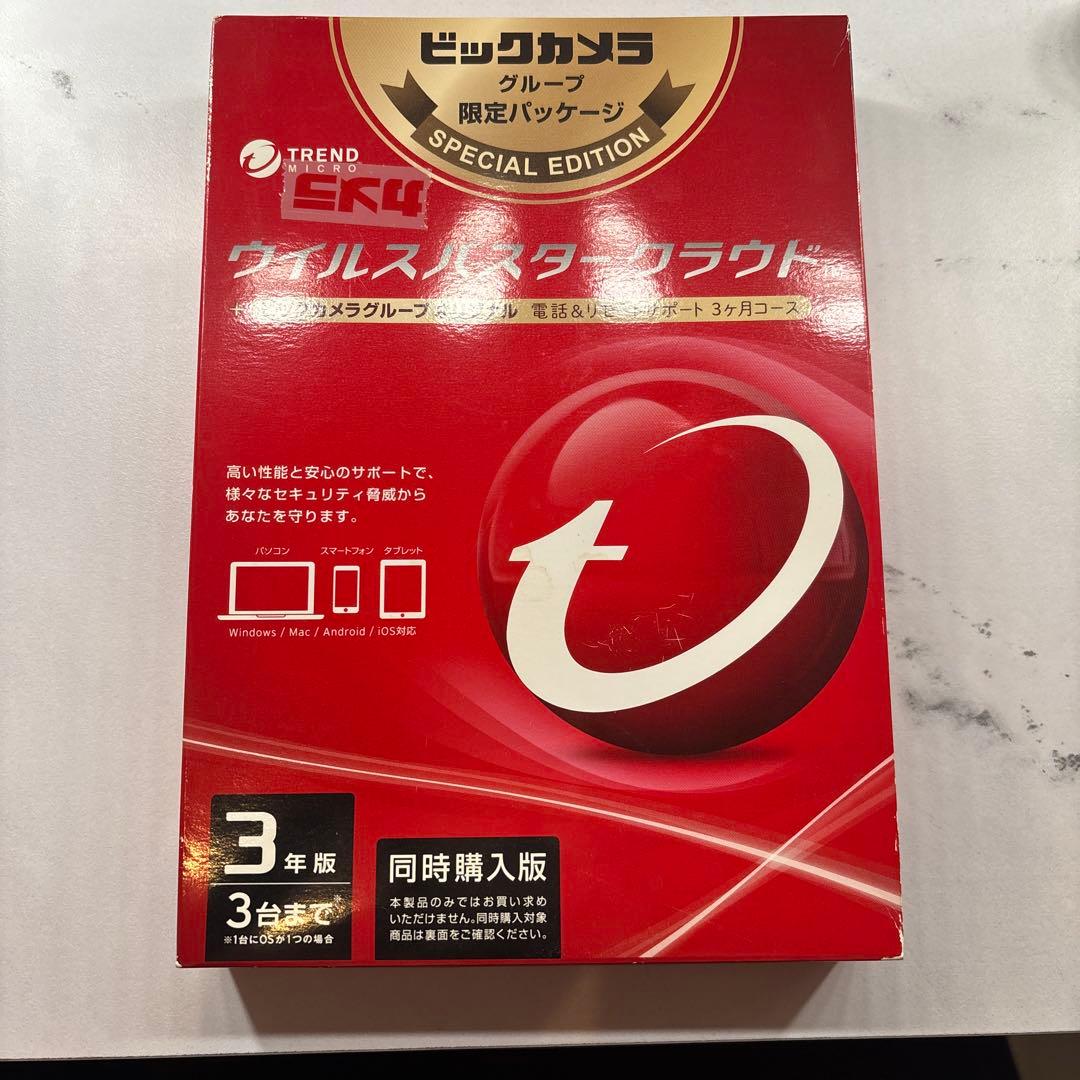 ビックカメラ
グループ
限定パッケージ
SPECIAL EDITION
TREND
MICRO
ウイルスバスター クラウド
カメラグループ 電話&リモートサポート 3ヶ月コース
高い性能と安心のサポートで、
様々なセキュリティ脅威から
あなたを守ります。
パソコン スマートフォン タブレット
Windows / Mac / Android / iOS対応
3年版
3台まで※
※1台にOSが1つの場合
同時購入版
本製品のみではお買い求め
いただけません。同時購入対象
商品は裏面をご確認ください。